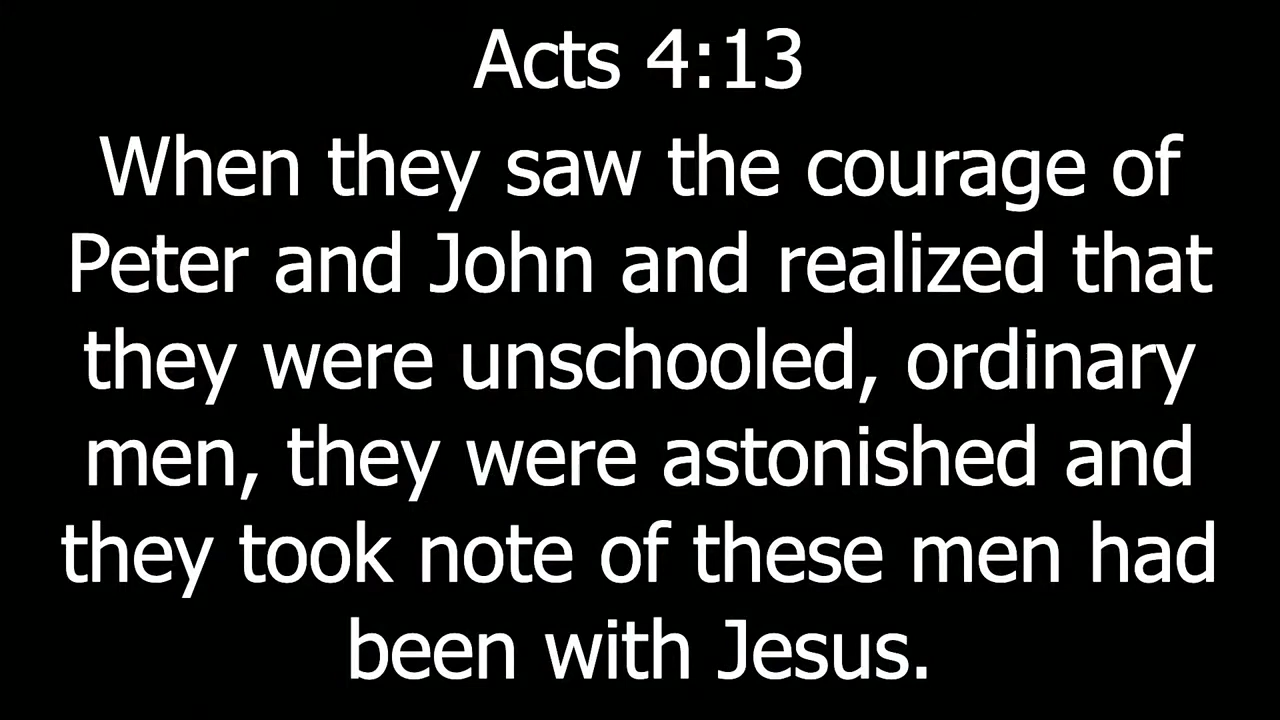 Acts 4:13
When they saw the courage of
Peter and John and realized that
they were unschooled, ordinary
men, they were astonished and
they took note of these men had
been with Jesus.